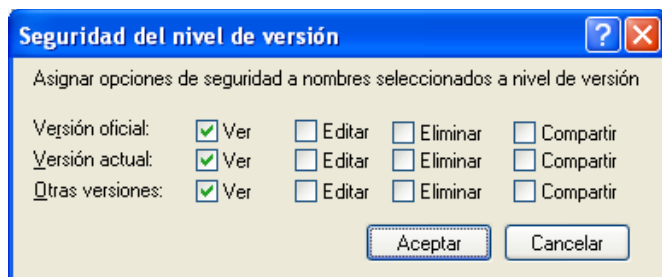 Seguridad del nivel de versión
Asignar opciones de seguridad a nombres seleccionados a nivel de versión
Versión oficial: Ver Editar Eliminar Compartir
Versión actual: Ver Editar Eliminar Compartir
Otras versiones: Ver Editar Eliminar Compartir
Aceptar Cancelar